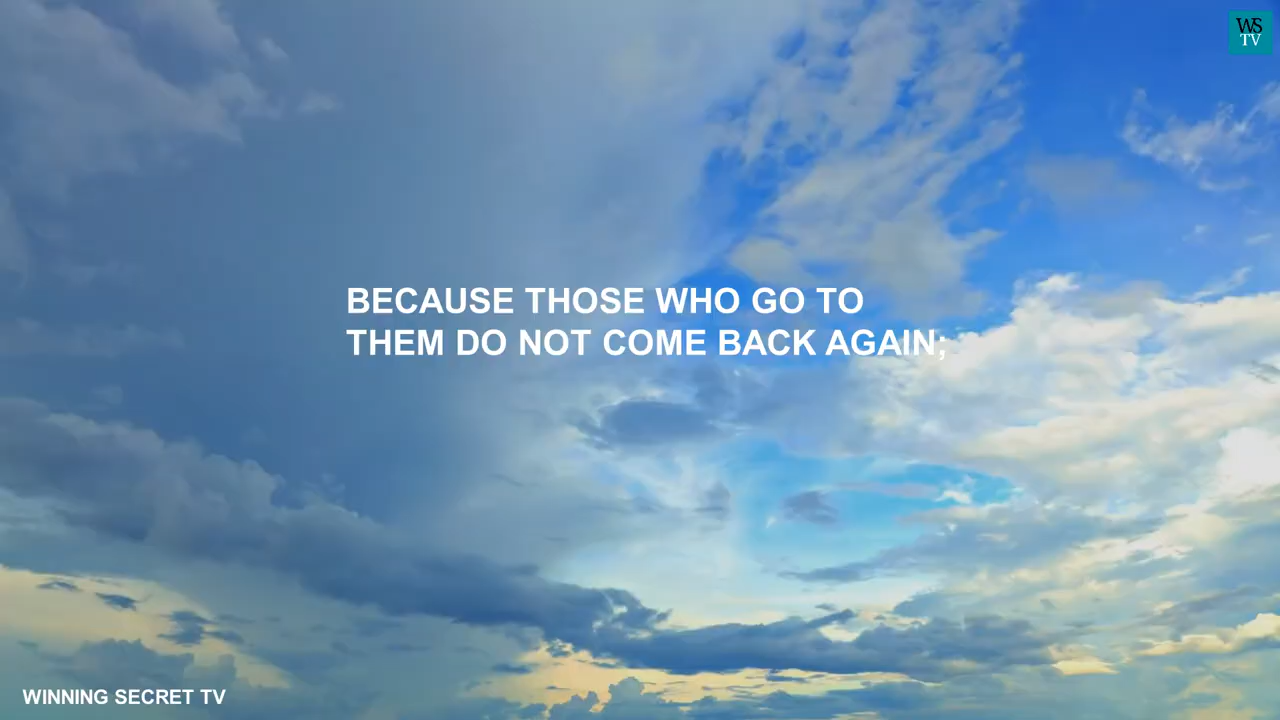 WS
TV
BECAUSE THOSE WHO GO TO
THEM DO NOT COME BACK AGAIN;
WINNING SECRET TV